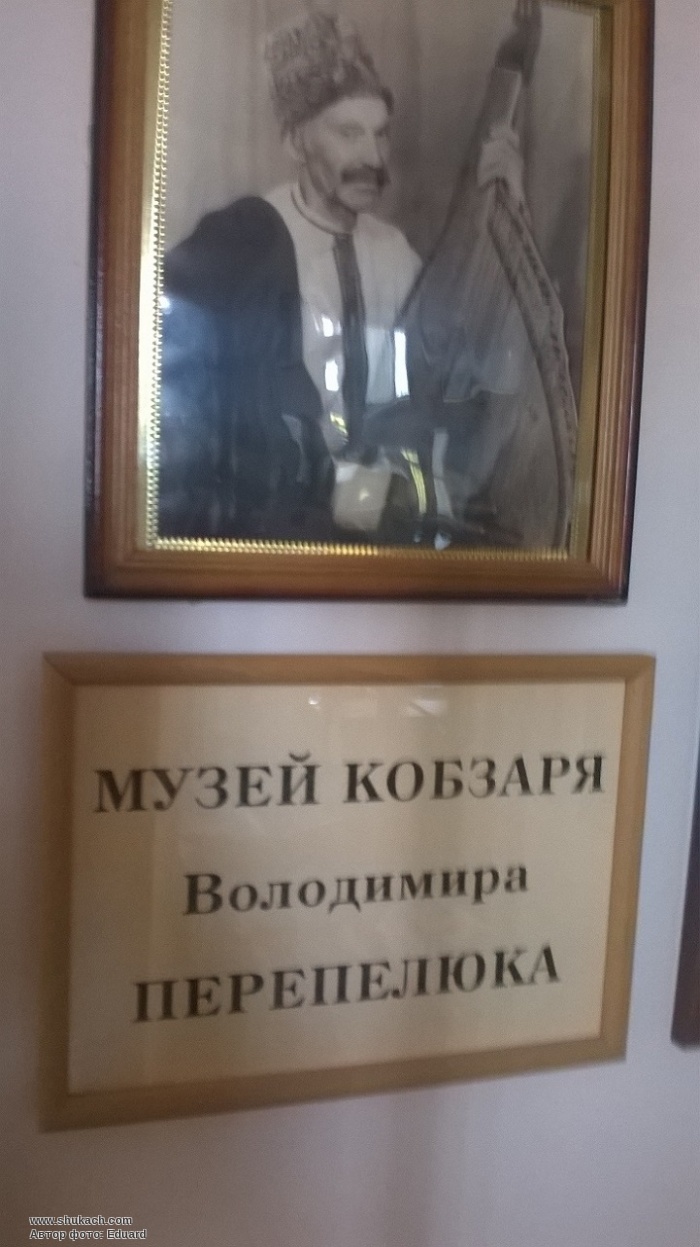 МУЗЕЙ КОБЗАРЯ
Володимира
ПЕРЕПЕЛЮКА
www.shukach.com
Автор фото: Eduard